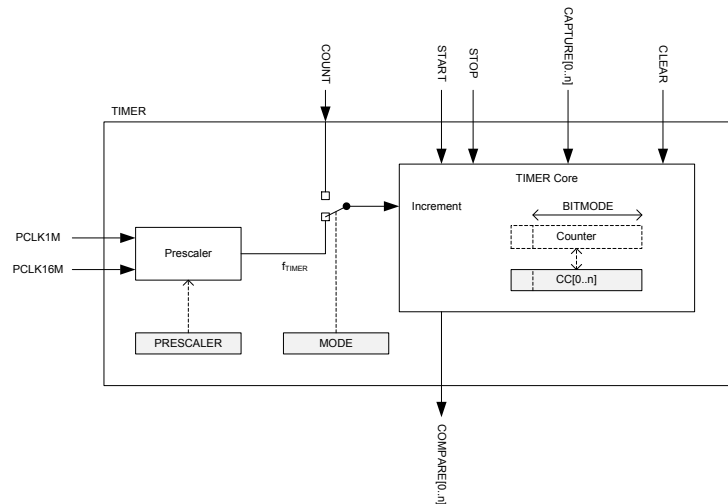 COUNT
START
STOP
CAPTURE[0..n]
CLEAR
TIMER
TIMER Core
Increment
BITMODE
Counter
CC[0..n]
PCLK1M
PCLK16M
Prescaler
fTIMER
PRESCALER
MODE
COMPARE[0..n]